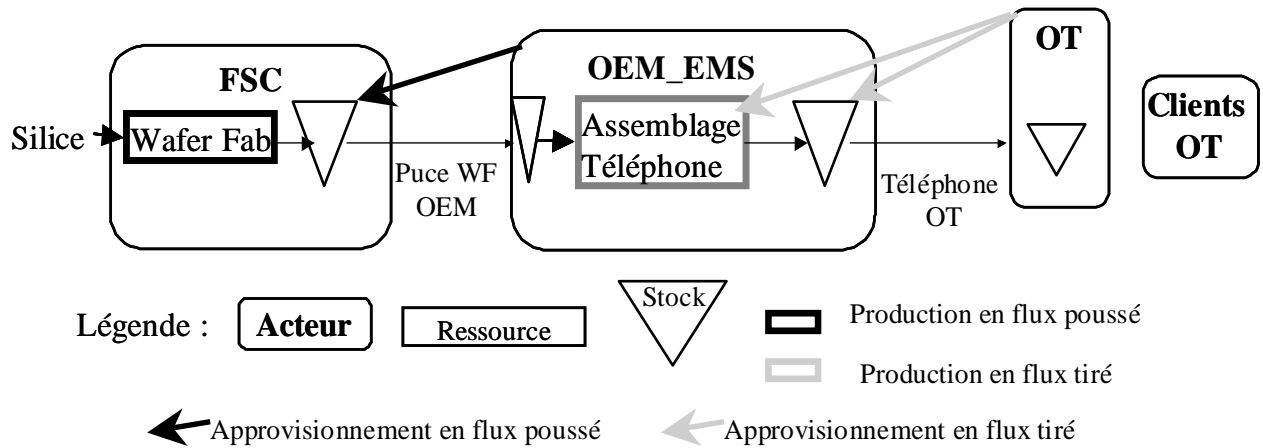 FSC
OEM_EMS
OT
Silice
Wafer Fab
Assemblage
Téléphone
Clients
OT
Puce WF
OEM
Téléphone
OT
Légende :
Acteur
Ressource
Stock
Production en flux poussé
Production en flux tiré
Approvisionnement en flux poussé
Approvisionnement en flux tiré